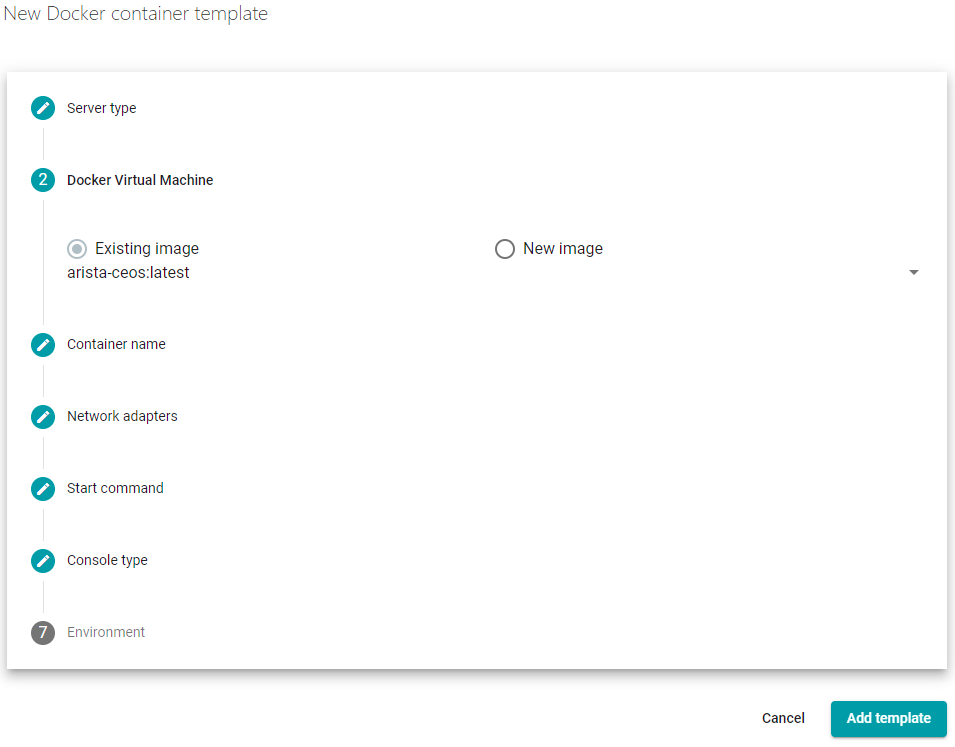 New Docker container template
Server type
2 Docker Virtual Machine
Existing image New image
arista-ceos:latest
Container name
Network adapters
Start command
Console type
7 Environment
Cancel Add template